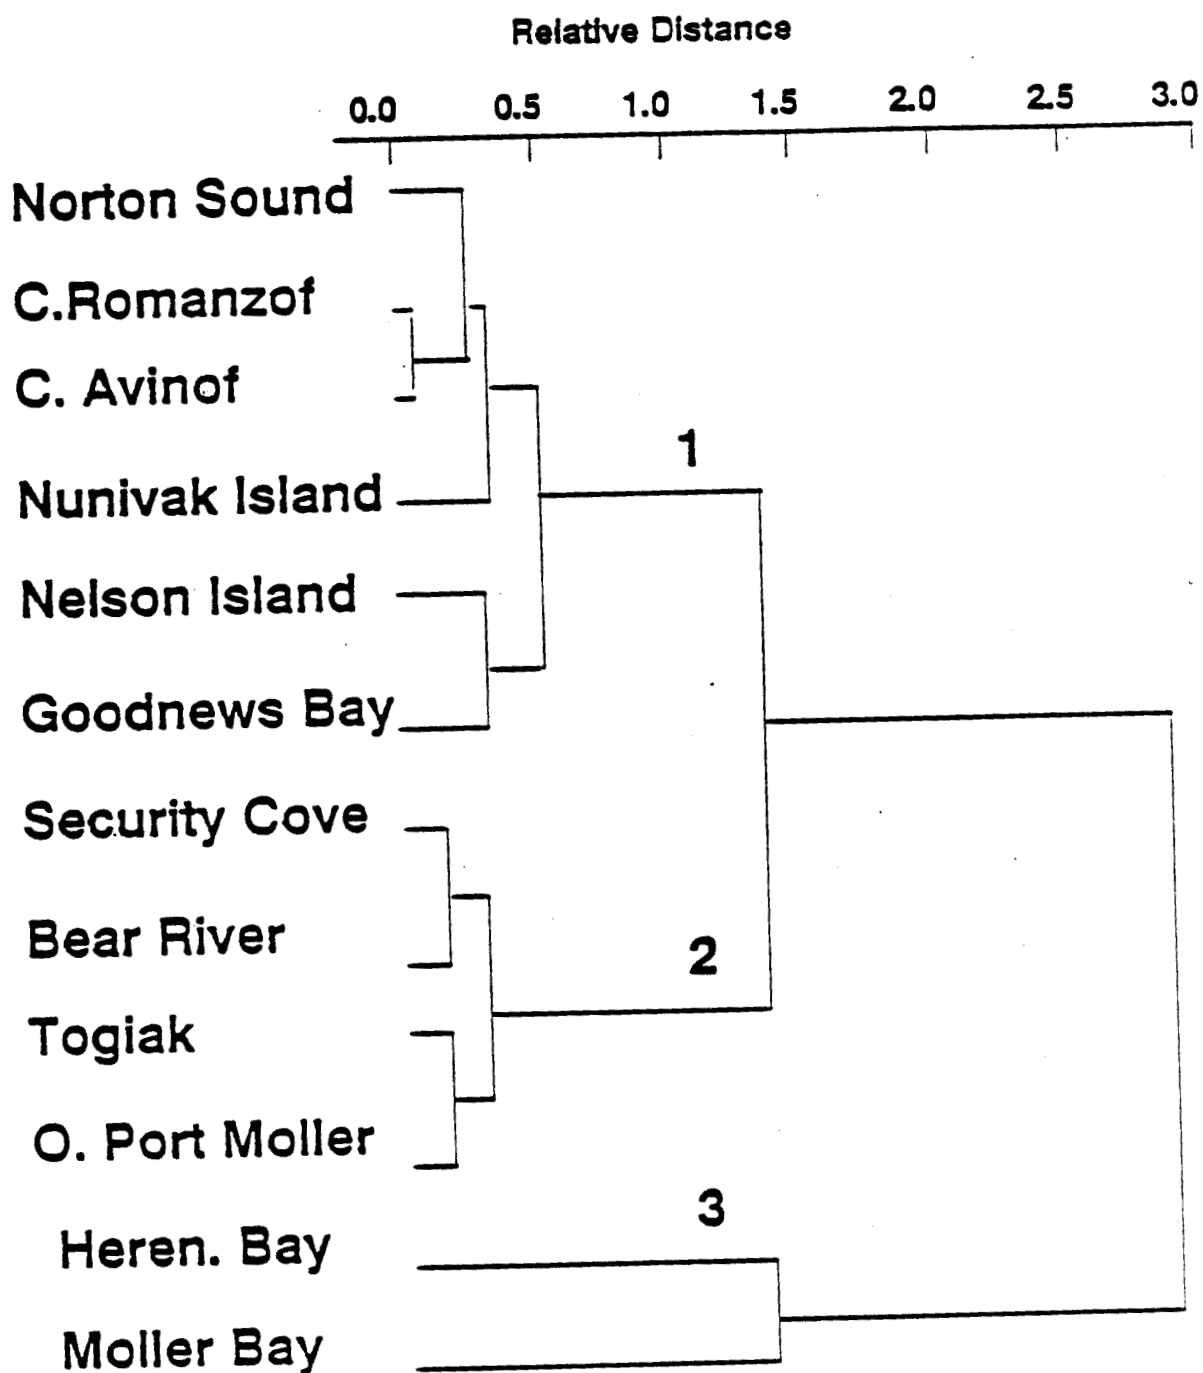 Relative Distance
0.0 0.5 1.0 1.5 2.0 2.5 3.0
Norton Sound
C.Romanzof
C. Avinof
1
Nunivak Island
Nelson Island
Goodnews Bay
Security Cove
Bear River
2
Togiak
O. Port Moller
3
Heren. Bay
Moller Bay